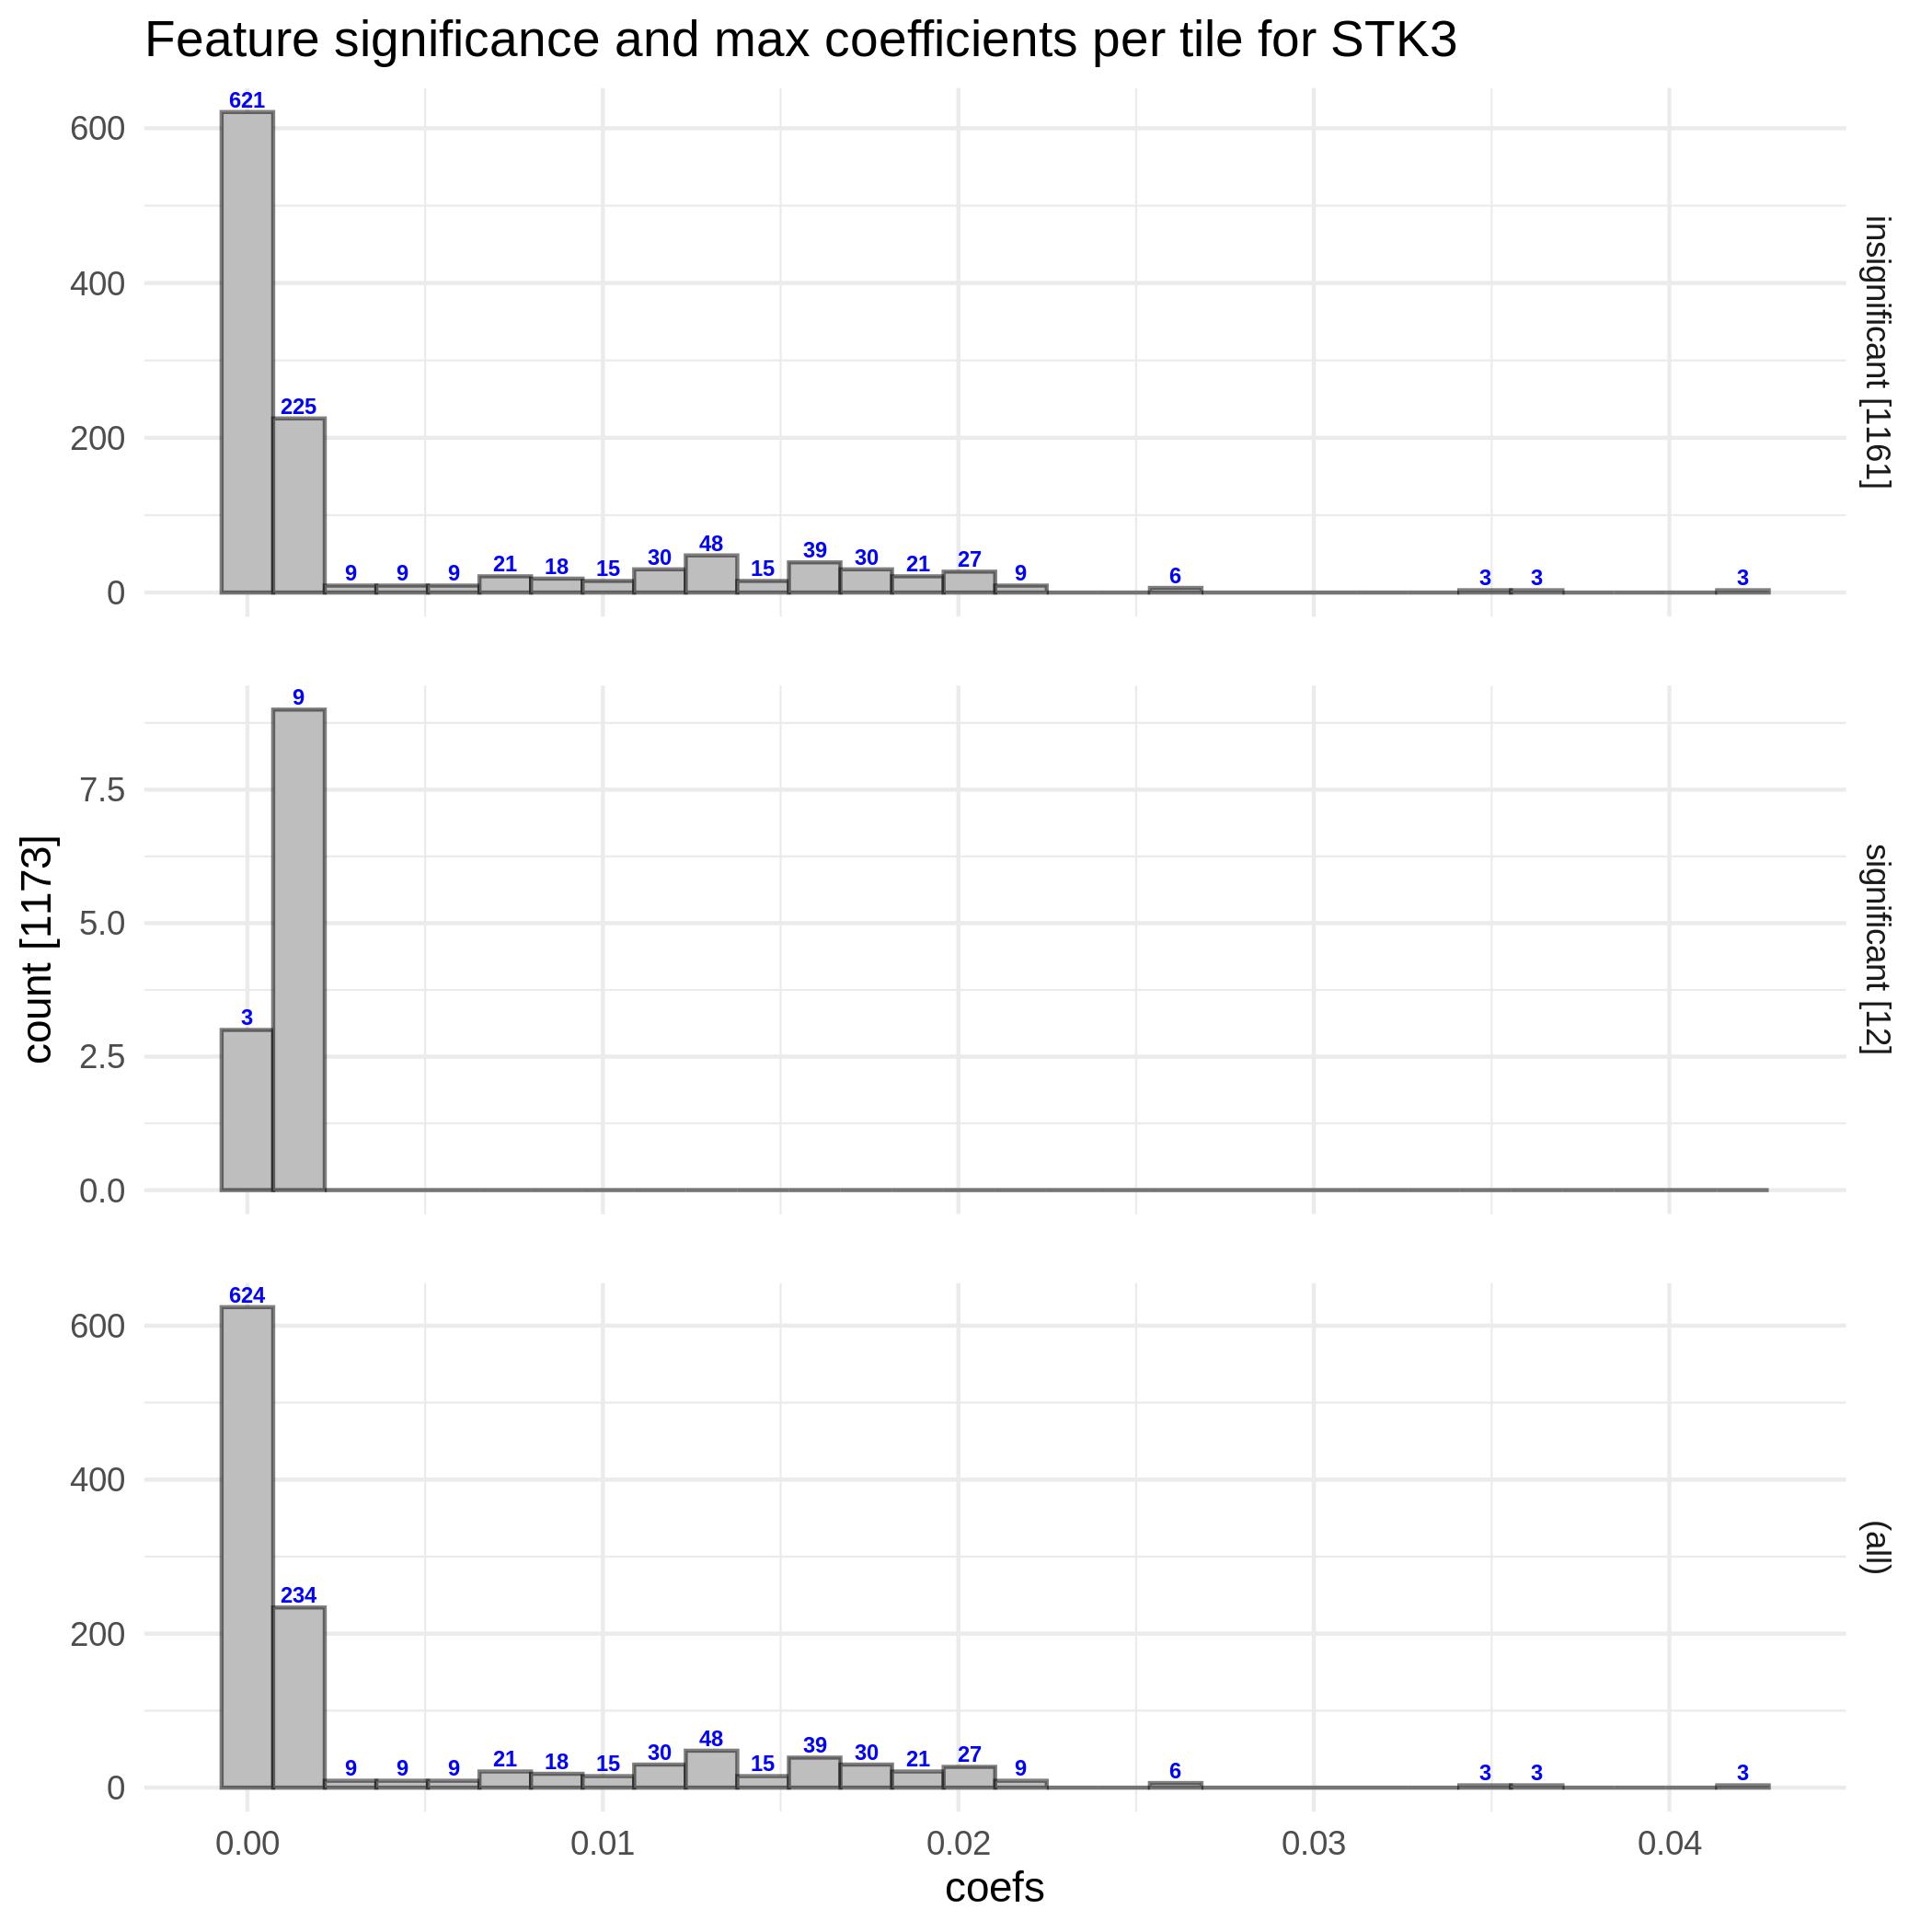 Feature significance and max coefficients per tile for STK3
621
600
225
400
200
9 9 9 21 18 15 30 48 15 39 30 21 27 9 6 3 3 3
0
insignificant [1161]
9
7.5
5.0
3
2.5
0.0
significant [12]
count [1173]
624
600
400
234
200
9 9 9 21 18 15 30 48 15 39 30 21 27 9 6 3 3 3
0
(all)
0.00 0.01 0.02 0.03 0.04
coefs